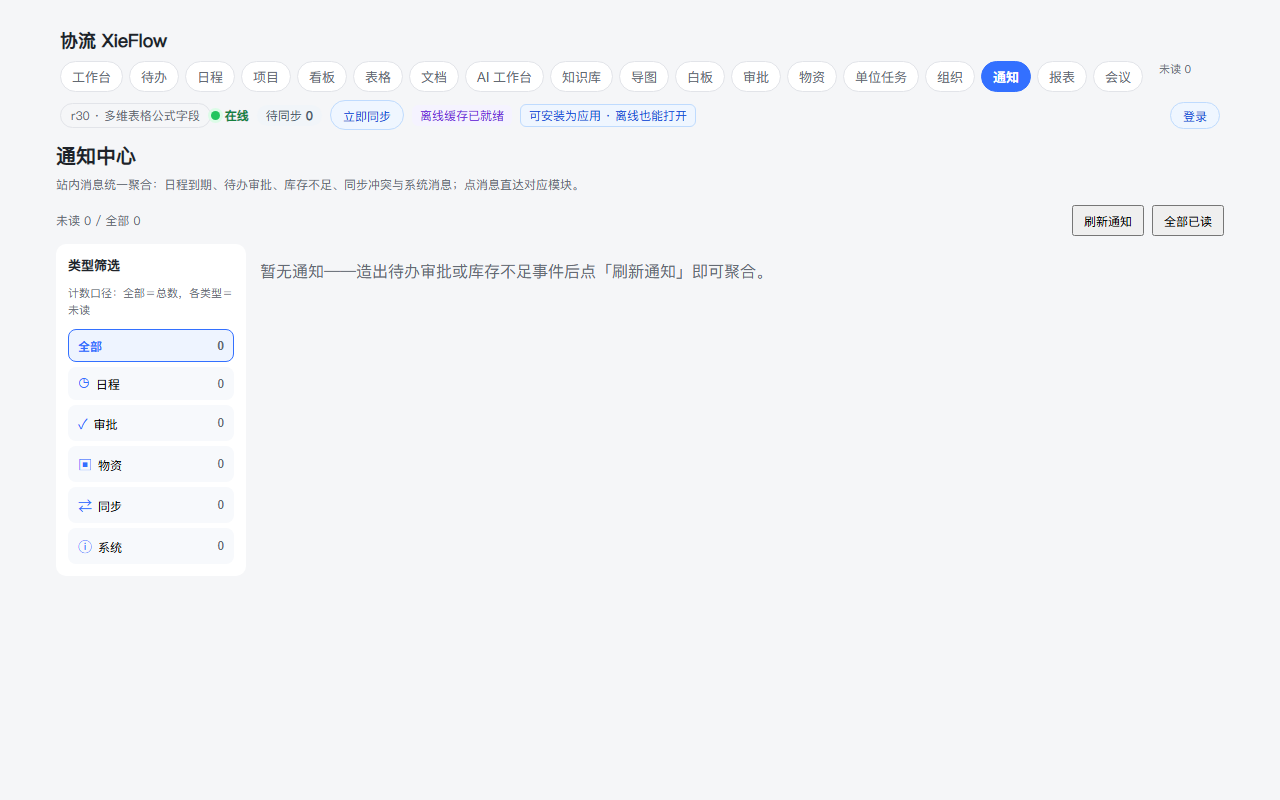 协流 XieFlow
工作台 待办 日程 项目 看板 表格 文档 AI 工作台 知识库 导图 白板 审批 物资 单位任务 组织 通知 报表 会议 未读 0
r30 · 多维表格公式字段 在线 待同步 0 立即同步 离线缓存已就绪 可安装为应用 · 离线也能打开 登录
通知中心
站内消息统一聚合：日程到期、待办审批、库存不足、同步冲突与系统消息；点消息直达对应模块。
未读 0 / 全部 0 刷新通知 全部已读
类型筛选
计数口径：全部＝总数，各类型＝
未读
全部 0
日程 0
审批 0
物资 0
同步 0
系统 0
暂无通知——造出待办审批或库存不足事件后点「刷新通知」即可聚合。